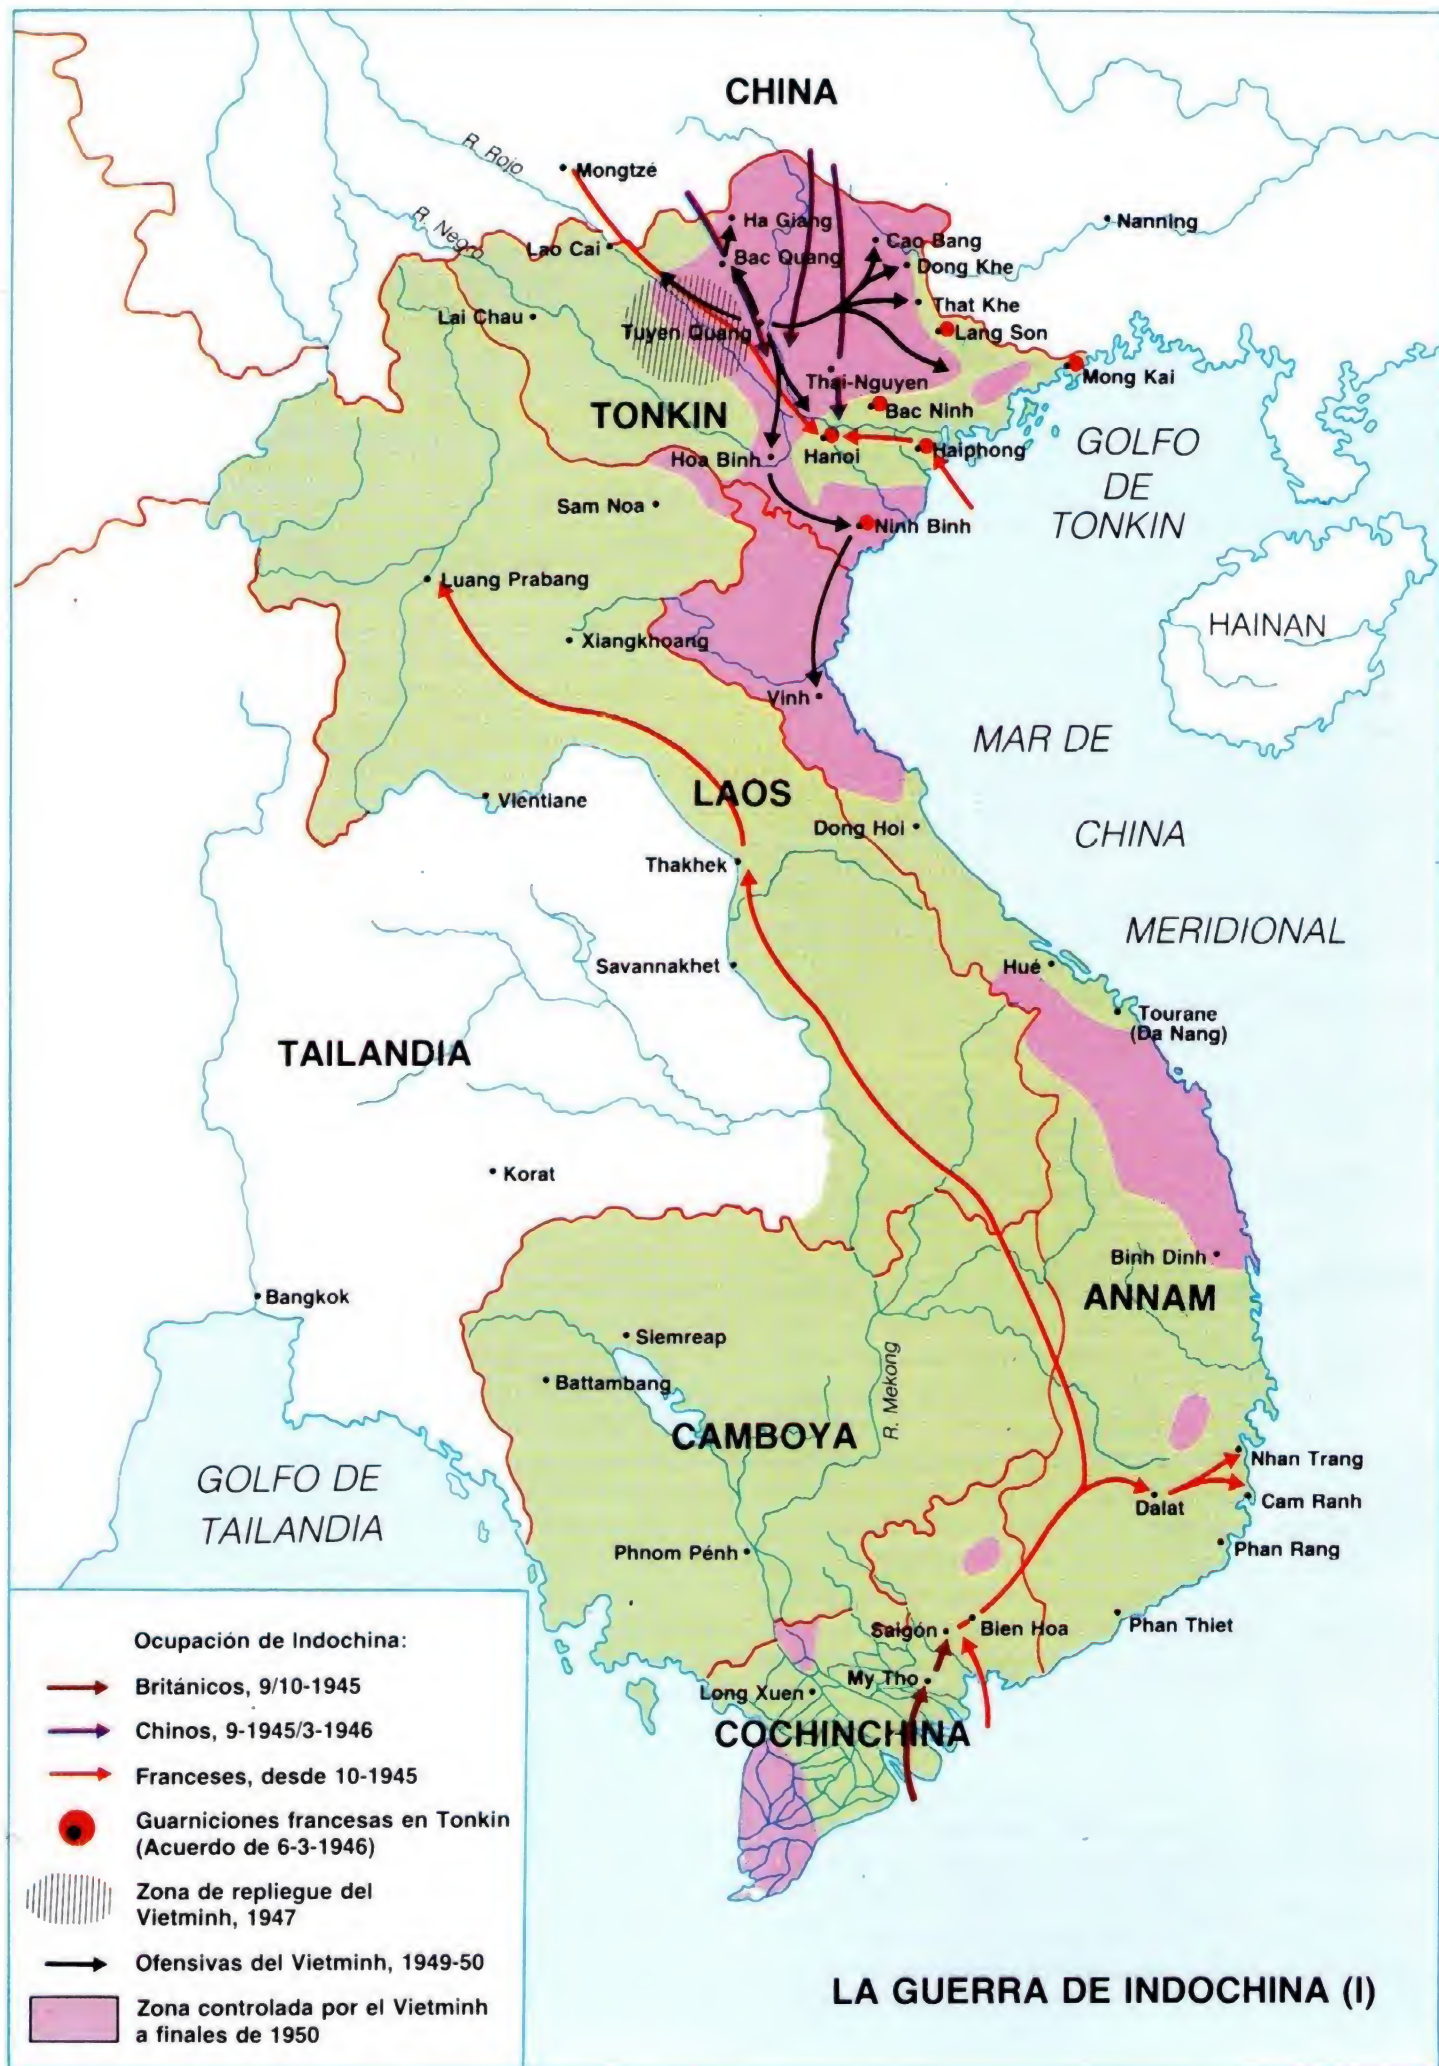 CHINA
R. Rojo
Mongtzé
R. Negro
Ha Giang
Nanning
Lao Cai
Cao Bang
Bac Quang
Dong Khe
That Khe
Lai Chau
Tuyen Quang
Lang Son
Mong Kai
Thai-Nguyen
TONKIN
Bac Ninh
Hanoi
Haiphong
Hoa Binh
GOLFO
DE
TONKIN
Sam Noa
Ninh Binh
Luang Prabang
HAINAN
Xiangkhoang
Vinh
MAR DE
CHINA
MERIDIONAL
LAOS
Vientiane
Dong Hoi
Thakhek
Savannakhet
Hué
Tourane
(Da Nang)
TAILANDIA
Korat
Binh Dinh
ANNAM
Bangkok
Siemreap
Battambang
R. Mekong
CAMBOYA
GOLFO DE
TAILANDIA
Nhan Trang
Dalat
Cam Ranh
Phnom Pénh
Phan Rang
Saigón
Bien Hoa
Phan Thiet
My Tho
Long Xuen
COCHINCHINA
Ocupación de Indochina:
Británicos, 9/10-1945
Chinos, 9-1945/3-1946
Franceses, desde 10-1945
Guarniciones francesas en Tonkin
(Acuerdo de 6-3-1946)
Zona de repliegue del
Vietminh, 1947
Ofensivas del Vietminh, 1949-50
Zona controlada por el Vietminh
a finales de 1950
LA GUERRA DE INDOCHINA (I)